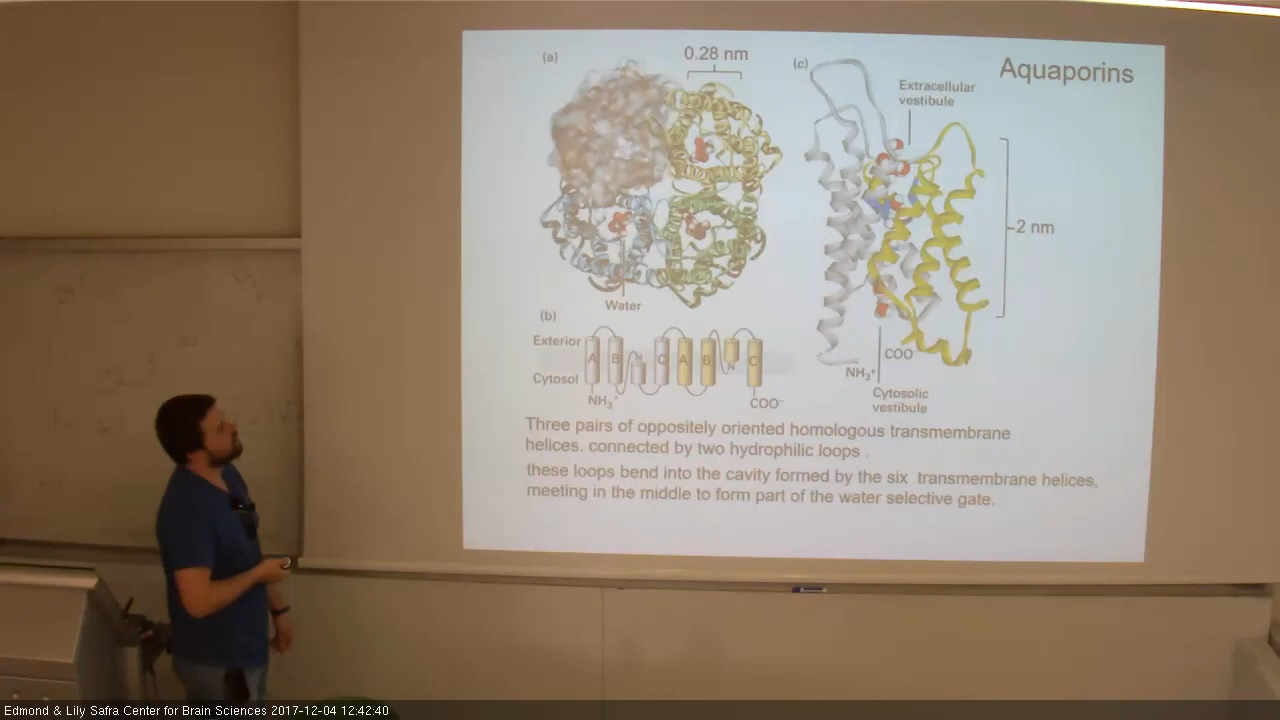 Aquaporins
(a)
0.28 nm
Water
(b)
Exterior
Cytosol
A B N C A B N C
NH₃⁺
COO⁻
(c)
Extracellular
vestibule
2 nm
COO
NH₃⁺
Cytosolic
vestibule
Three pairs of oppositely oriented homologous transmembrane
helices. connected by two hydrophilic loops .
these loops bend into the cavity formed by the six transmembrane helices,
meeting in the middle to form part of the water selective gate.
Edmond & Lily Safra Center for Brain Sciences 2017-12-04 12:42:40